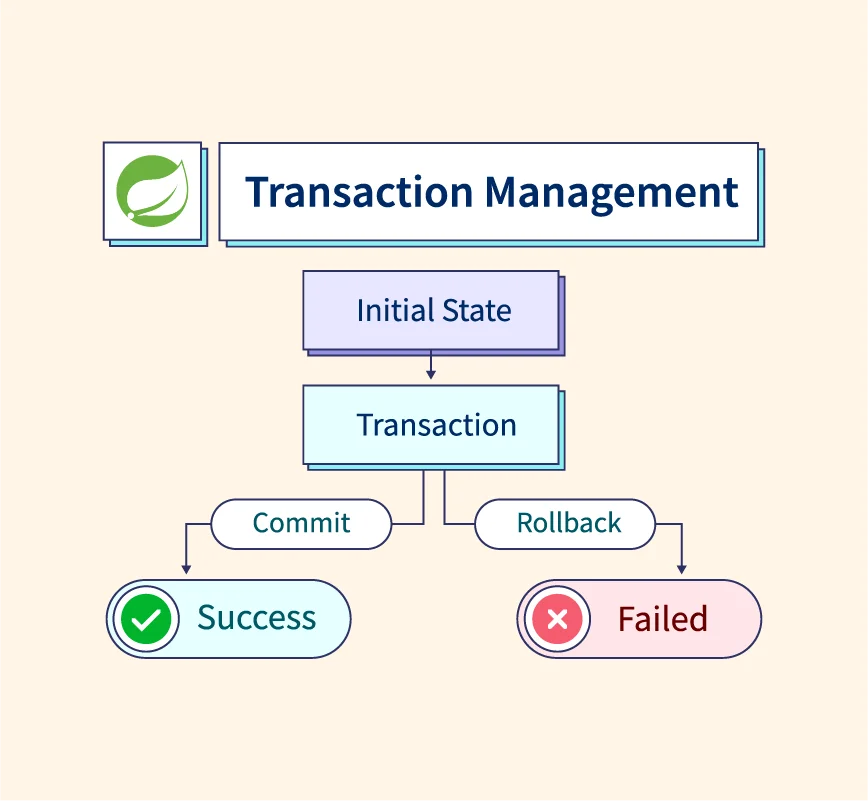 Transaction Management
Initial State
Transaction
Commit
Rollback
Success
Failed